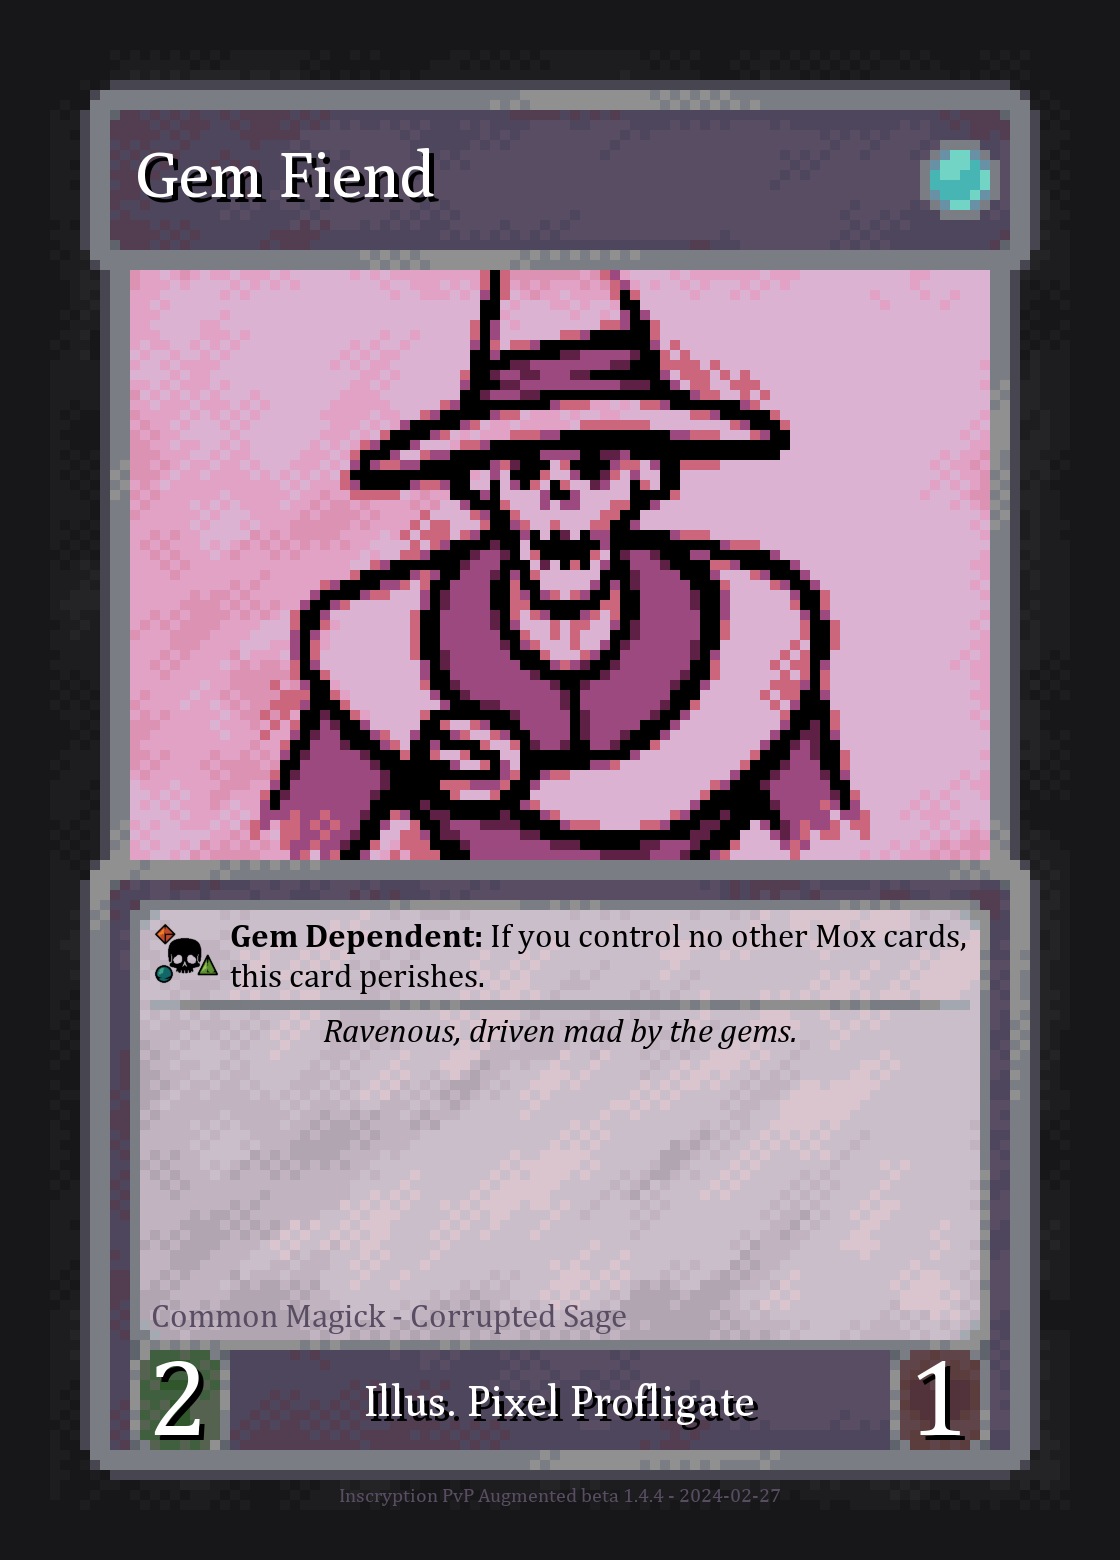 Gem Fiend
Gem Dependent: If you control no other Mox cards,
this card perishes.
Ravenous, driven mad by the gems.
Common Magick - Corrupted Sage
2
Illus. Pixel Profligate
1
Inscryption PvP Augmented beta 1.4.4 - 2024-02-27